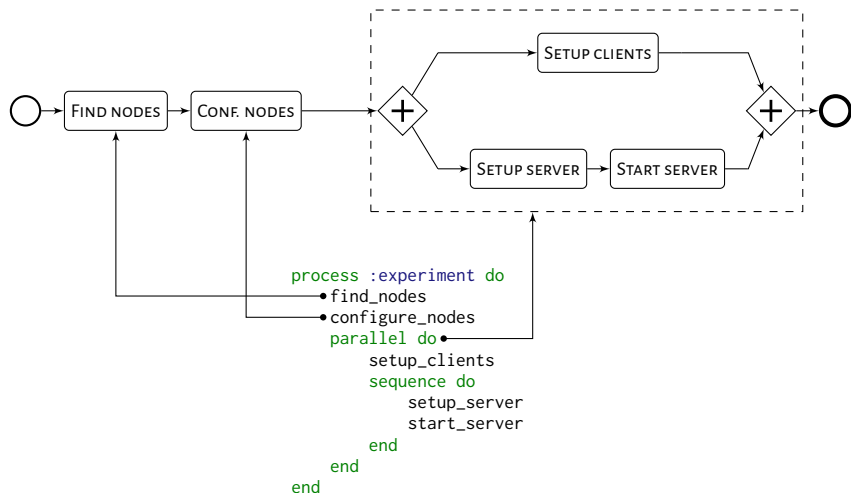 SETUP CLIENTS
FIND NODES
CONF. NODES
SETUP SERVER
START SERVER
process :experiment do
find_nodes
configure_nodes
parallel do
setup_clients
sequence do
setup_server
start_server
end
end
end